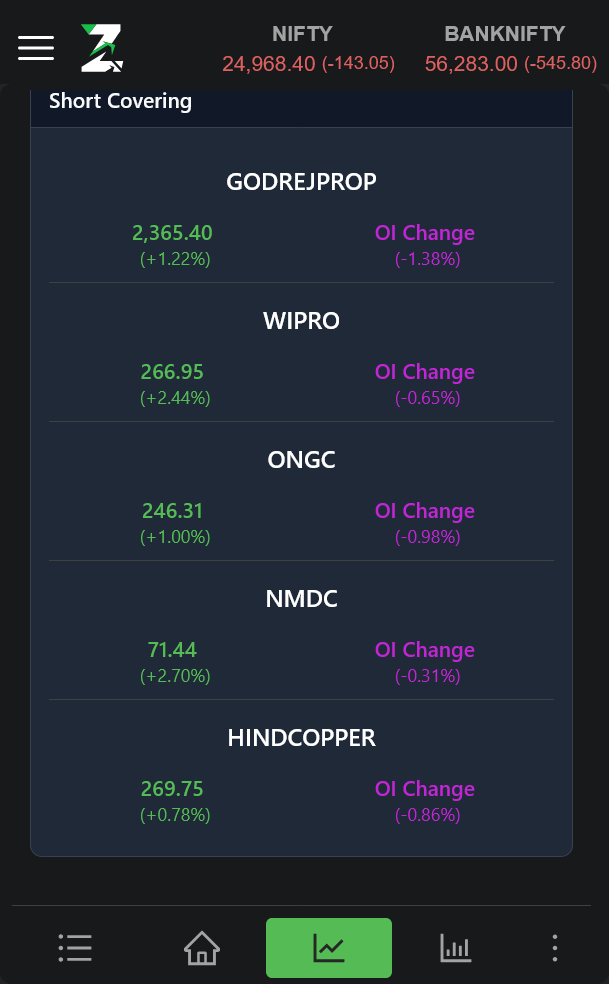 NIFTY
24,968.40 (-143.05)
BANKNIFTY
56,283.00 (-545.80)
Short Covering
GODREJPROP
2,365.40
(+1.22%)
OI Change
(-1.38%)
WIPRO
266.95
(+2.44%)
OI Change
(-0.65%)
ONGC
246.31
(+1.00%)
OI Change
(-0.98%)
NMDC
71.44
(+2.70%)
OI Change
(-0.31%)
HINDCOPPER
269.75
(+0.78%)
OI Change
(-0.86%)